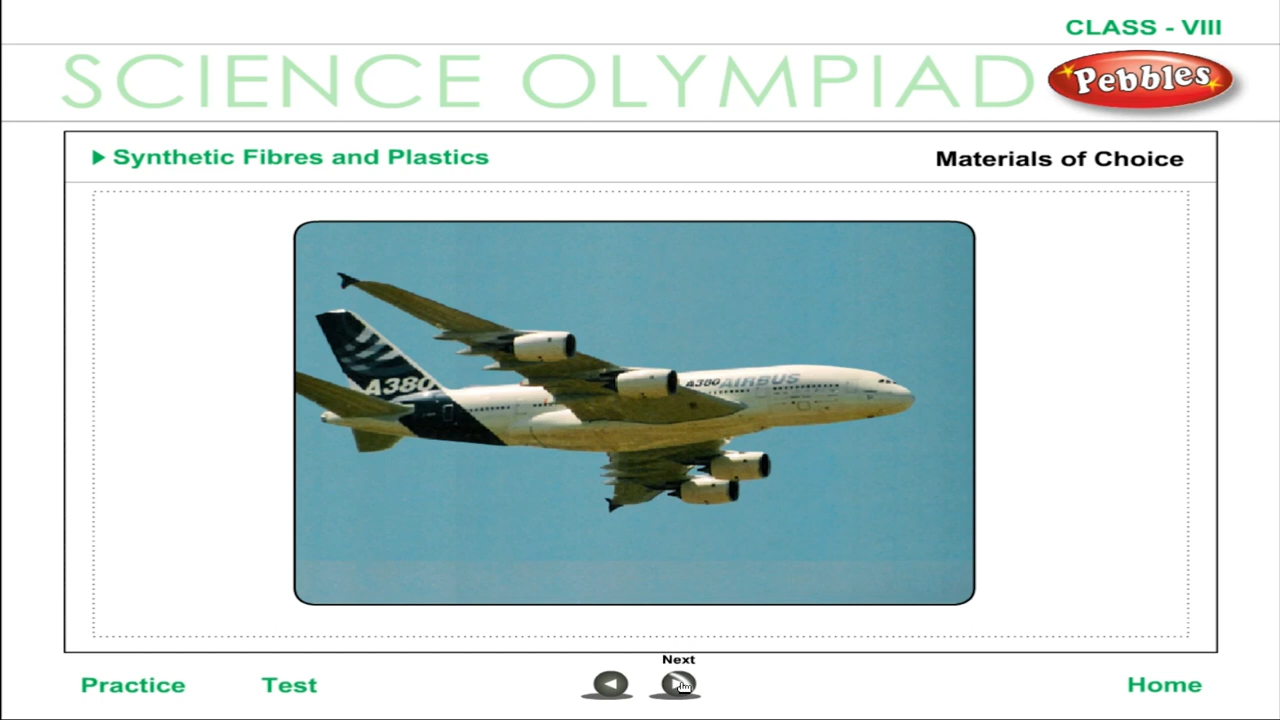 CLASS - VIII
SCIENCE OLYMPIAD
Pebbles
Synthetic Fibres and Plastics
Materials of Choice
A380
A380 AIRBUS
Next
Practice
Test
Home